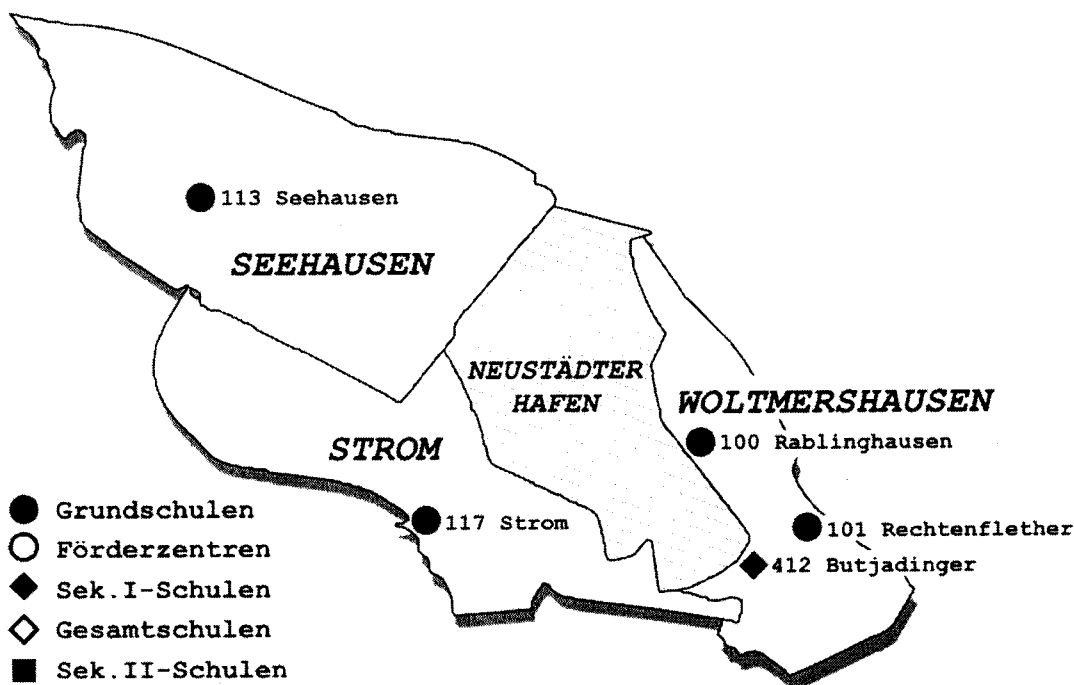 113 Seehausen
SEEHAUSEN
NEUSTÄDTER
HAFEN
WOLTMERSHAUSEN
STROM
100 Rablinghausen
117 Strom
101 Rechtenflether
412 Butjadinger
Grundschulen
Förderzentren
Sek.I-Schulen
Gesamtschulen
Sek.II-Schulen